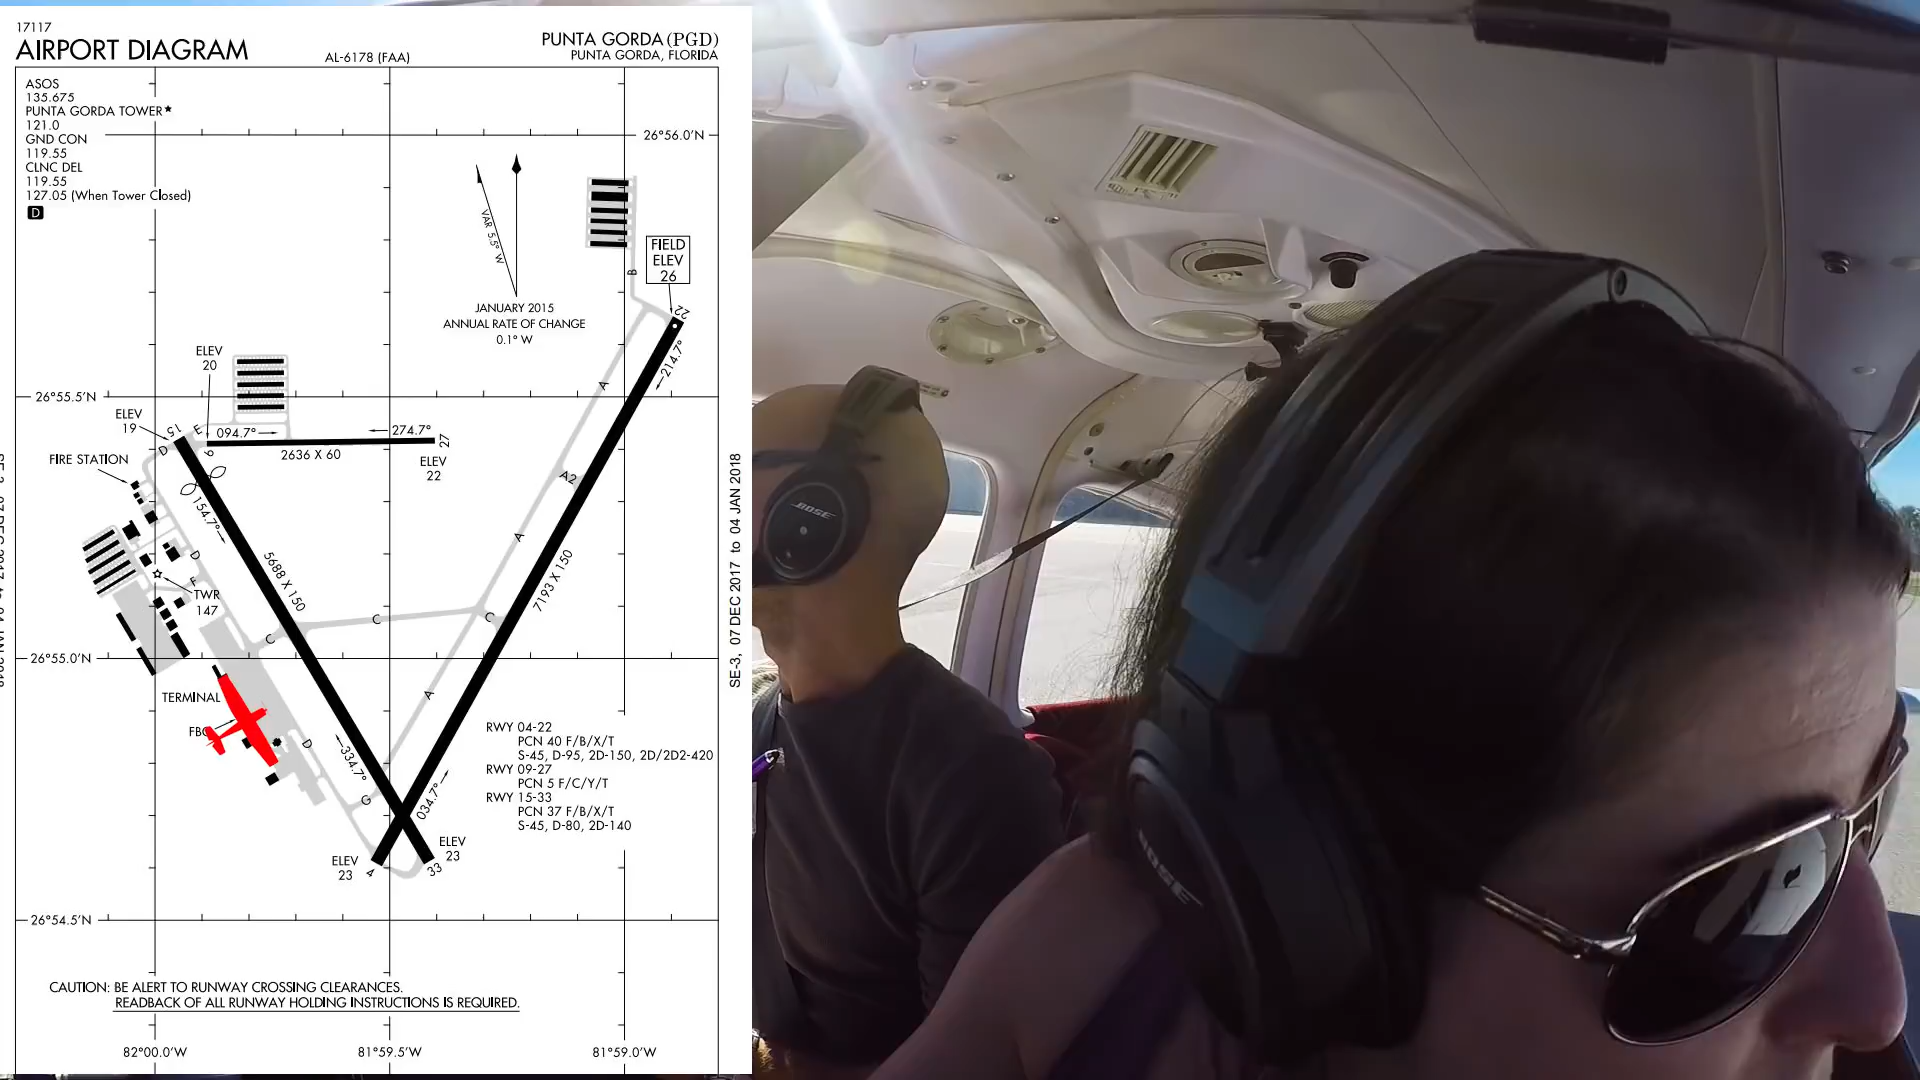 17117
AIRPORT DIAGRAM
AL-6178 (FAA)
PUNTA GORDA (PGD)
PUNTA GORDA, FLORIDA
ASOS
135.675
PUNTA GORDA TOWER★
121.0
GND CON
119.55
CLNC DEL
119.55
127.05 (When Tower Closed)
D
26°56.0'N
VAR 5.5° W
JANUARY 2015
ANNUAL RATE OF CHANGE
0.1° W
FIELD
ELEV
26
B
22
214.7°
A
ELEV
20
26°55.5'N
ELEV
19
15
E
D
9
094.7°
274.7°
27
2636 X 60
ELEV
22
FIRE STATION
154.7°
A2
A
5688 X 150
7193 X 150
D
F
TWR
147
C
C
C
26°55.0'N
TERMINAL
A
FBO
D
334.7°
G
034.7°
RWY 04-22
PCN 40 F/B/X/T
S-45, D-95, 2D-150, 2D/2D2-420
RWY 09-27
PCN 5 F/C/Y/T
RWY 15-33
PCN 37 F/B/X/T
S-45, D-80, 2D-140
ELEV
23
4
ELEV
23
33
26°54.5'N
CAUTION: BE ALERT TO RUNWAY CROSSING CLEARANCES.
READBACK OF ALL RUNWAY HOLDING INSTRUCTIONS IS REQUIRED.
82°00.0'W
81°59.5'W
81°59.0'W
SE-3, 07 DEC 2017 to 04 JAN 2018
BOSE
BOSE